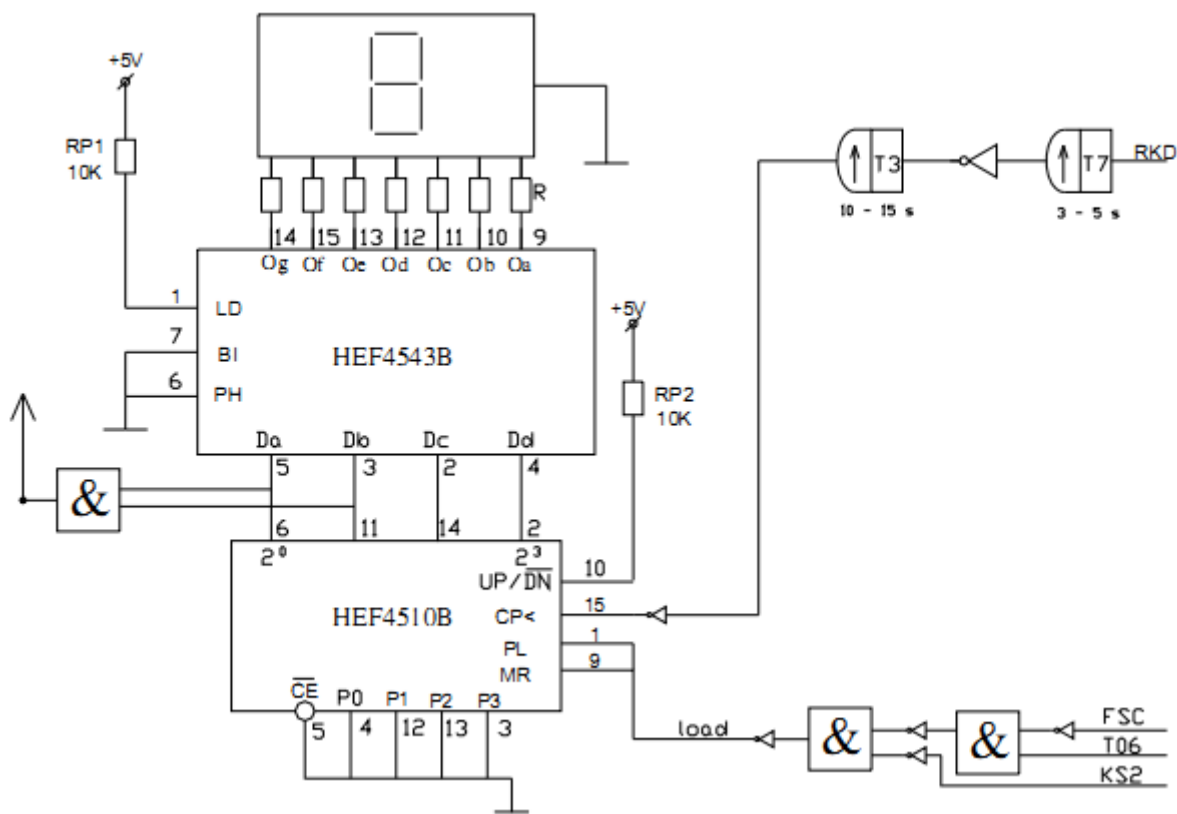 +5V
RP1
10K
R
T3
T7
RKD
10 - 15 s
3 - 5 s
14 15 13 12 11 10 9
Og Of Oe Od Oc Ob Oa
1 LD
7 BI
6 PH
HEF4543B
+5V
RP2
10K
Da Db Dc Dd
5 3 2 4
&
6 11 14 2
2⁰ 2³
UP/D̅N̅ 10
HEF4510B
CP< 15
PL 1
MR 9
C̅E̅ P0 P1 P2 P3
5 4 12 13 3
load
&
&
FSC
T06
KS2